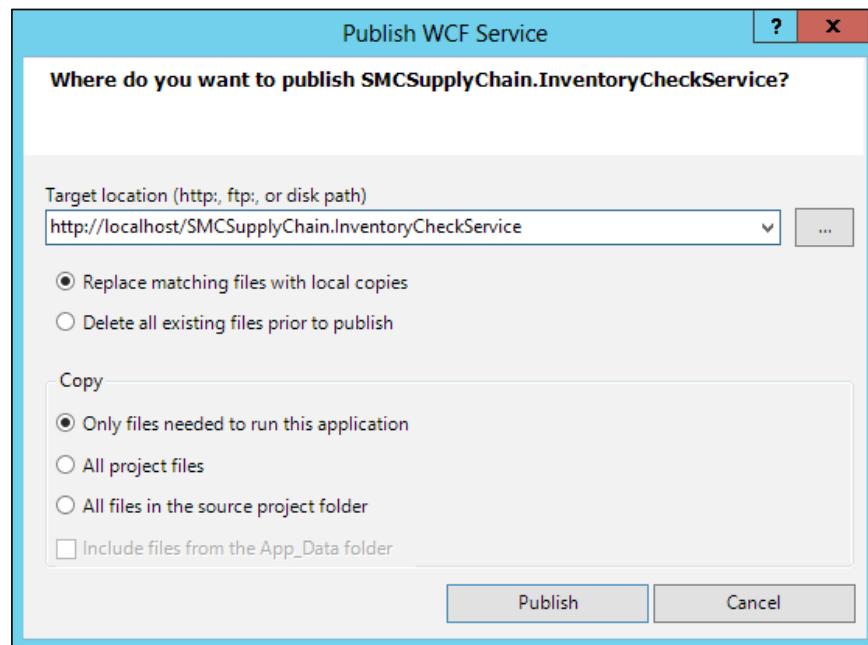 Publish WCF Service
?
x
Where do you want to publish SMCSupplyChain.InventoryCheckService?
Target location (http:, ftp:, or disk path)
http://localhost/SMCSupplyChain.InventoryCheckService
...
Replace matching files with local copies
Delete all existing files prior to publish
Copy
Only files needed to run this application
All project files
All files in the source project folder
Include files from the App_Data folder
Publish
Cancel